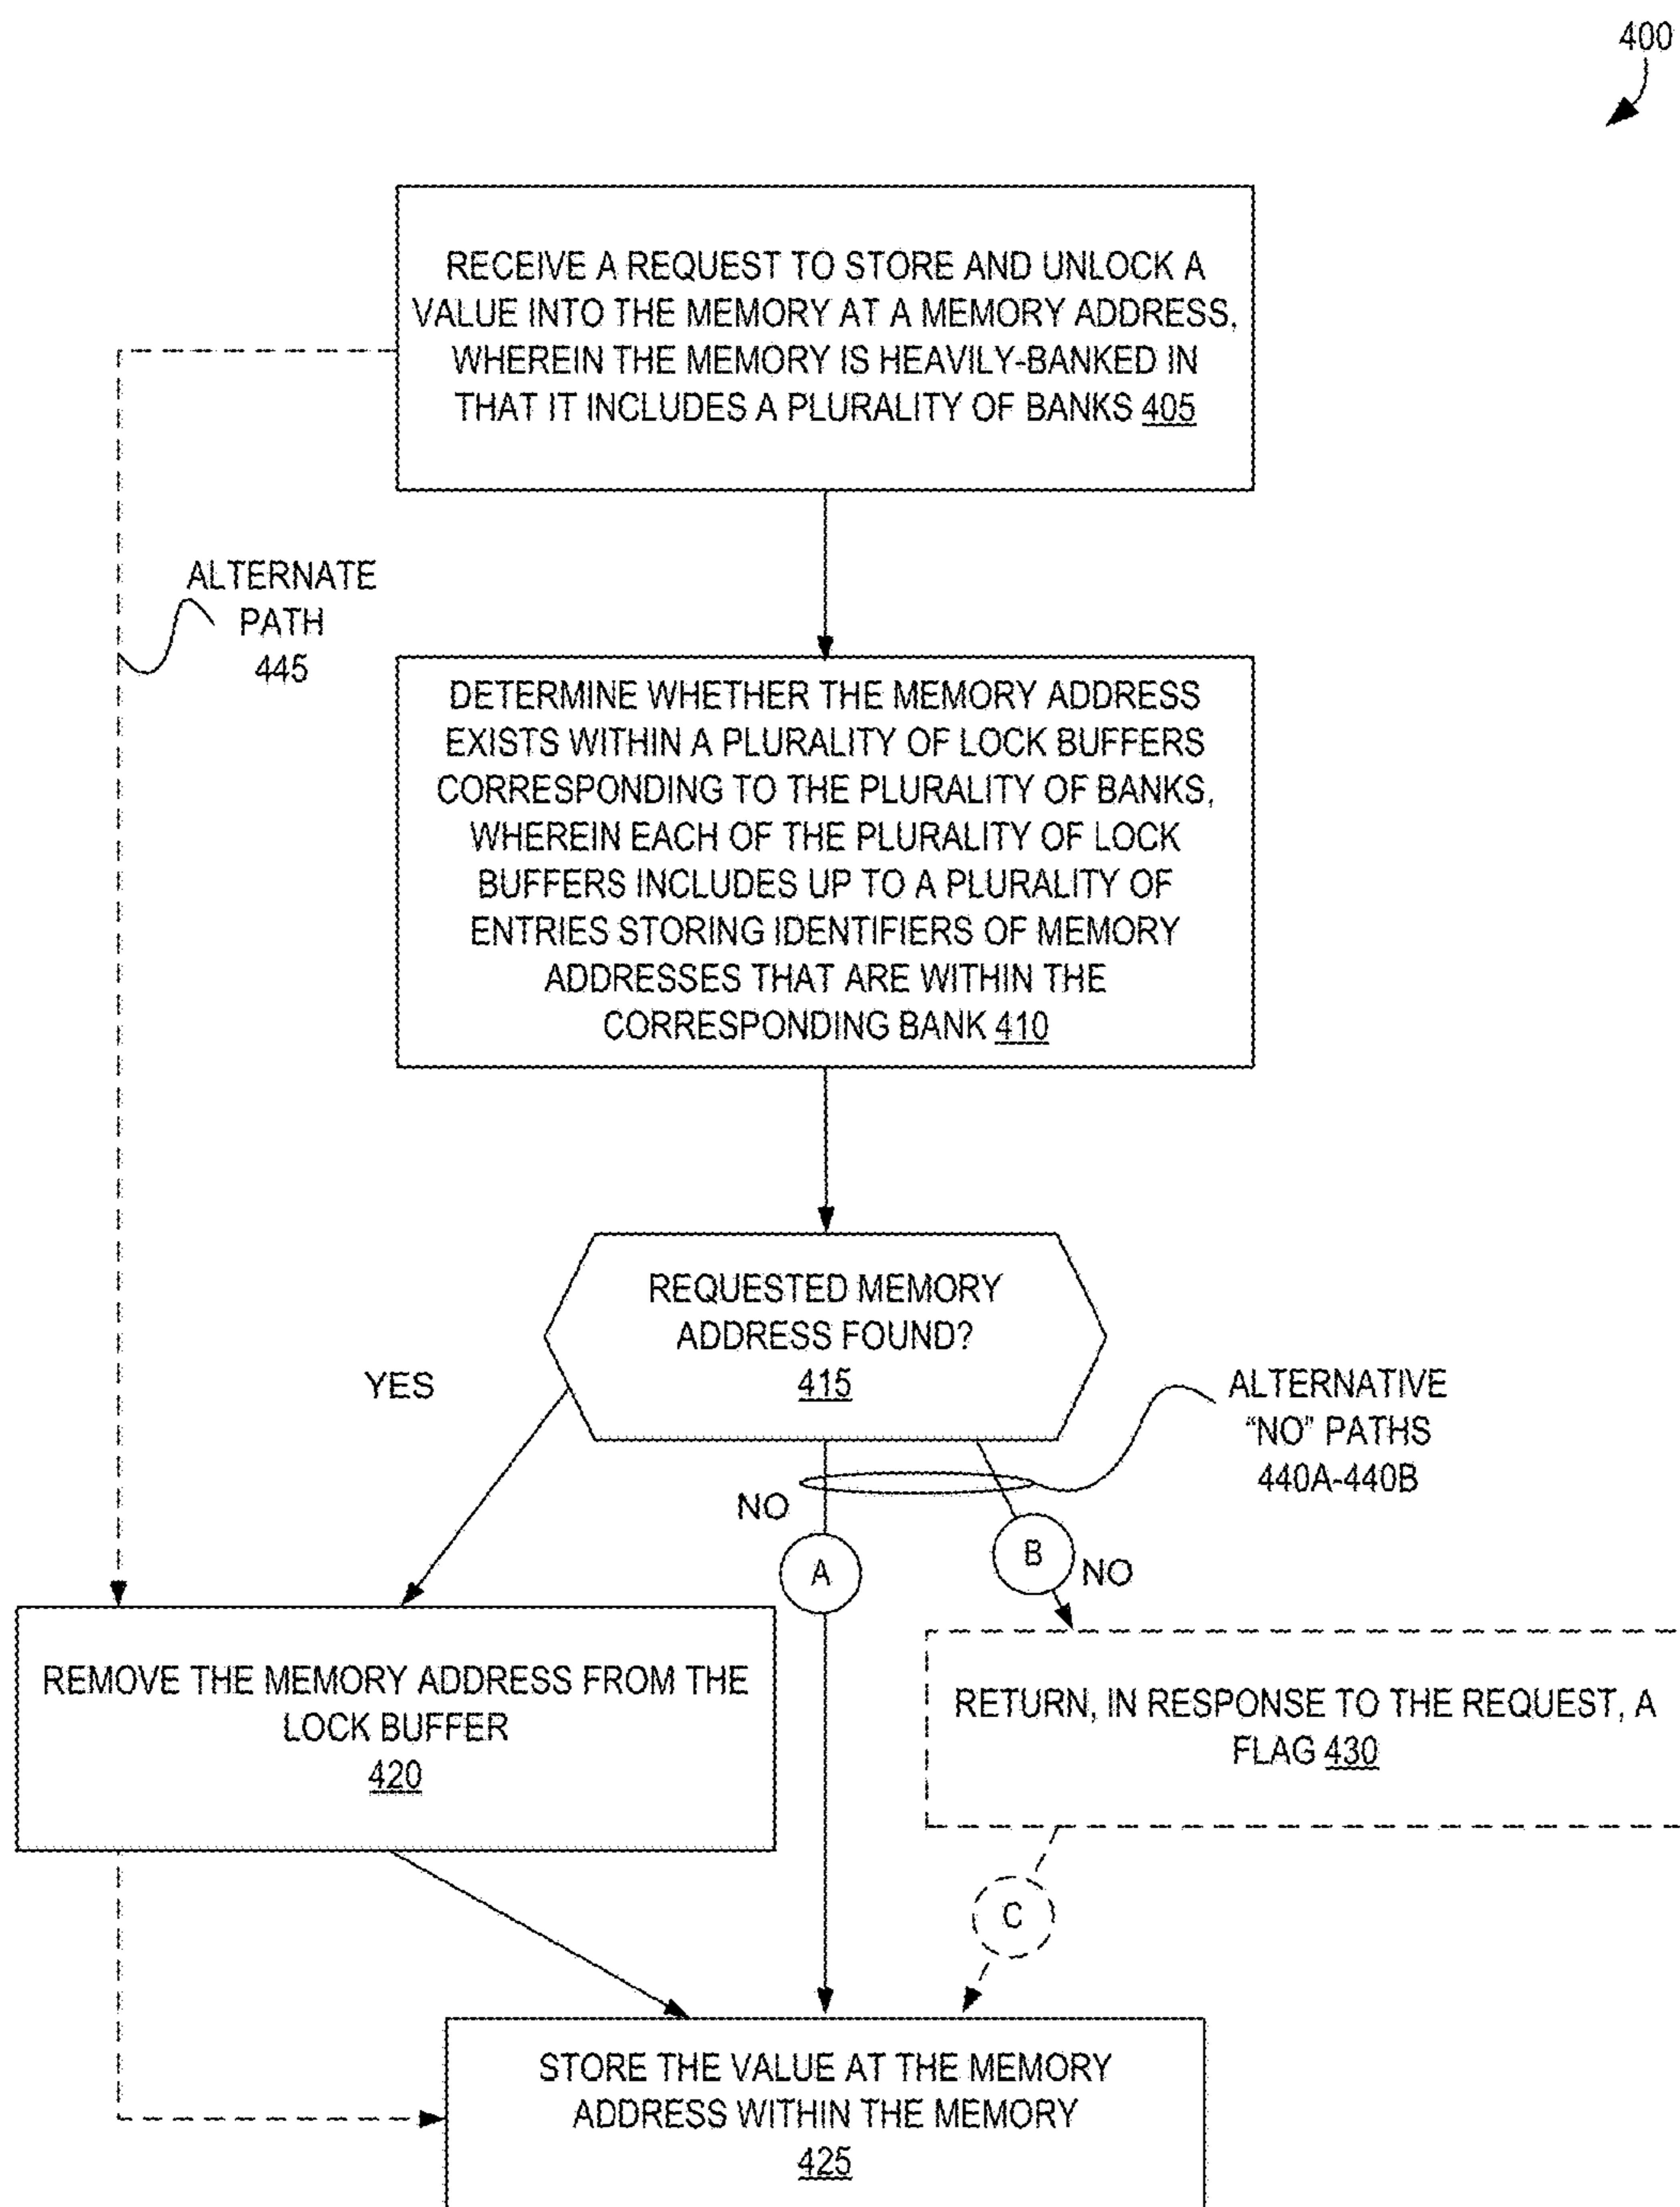 400
RECEIVE A REQUEST TO STORE AND UNLOCK A
VALUE INTO THE MEMORY AT A MEMORY ADDRESS,
WHEREIN THE MEMORY IS HEAVILY-BANKED IN
THAT IT INCLUDES A PLURALITY OF BANKS 405
ALTERNATE
PATH
445
DETERMINE WHETHER THE MEMORY ADDRESS
EXISTS WITHIN A PLURALITY OF LOCK BUFFERS
CORRESPONDING TO THE PLURALITY OF BANKS,
WHEREIN EACH OF THE PLURALITY OF LOCK
BUFFERS INCLUDES UP TO A PLURALITY OF
ENTRIES STORING IDENTIFIERS OF MEMORY
ADDRESSES THAT ARE WITHIN THE
CORRESPONDING BANK 410
REQUESTED MEMORY
ADDRESS FOUND?
415
YES
ALTERNATIVE
"NO" PATHS
440A-440B
NO
A
B
NO
REMOVE THE MEMORY ADDRESS FROM THE
LOCK BUFFER
420
RETURN, IN RESPONSE TO THE REQUEST, A
FLAG 430
C
STORE THE VALUE AT THE MEMORY
ADDRESS WITHIN THE MEMORY
425